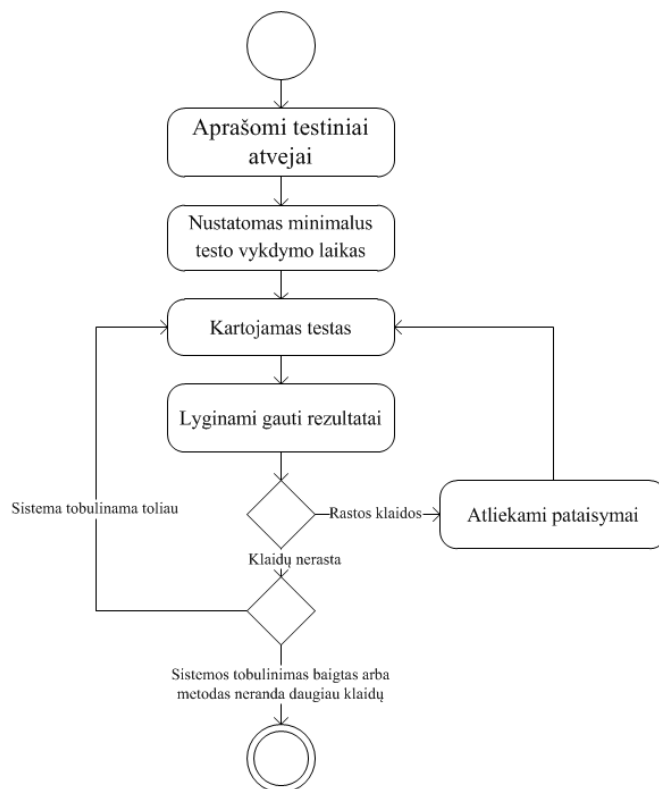 Aprašomi testiniai
atvejai
Nustatomas minimalus
testo vykdymo laikas
Kartojamas testas
Lyginami gauti rezultatai
Sistema tobulinama toliau
Rastos klaidos
Atliekami pataisymai
Klaidų nerasta
Sistemos tobulinimas baigtas arba
metodas neranda daugiau klaidų